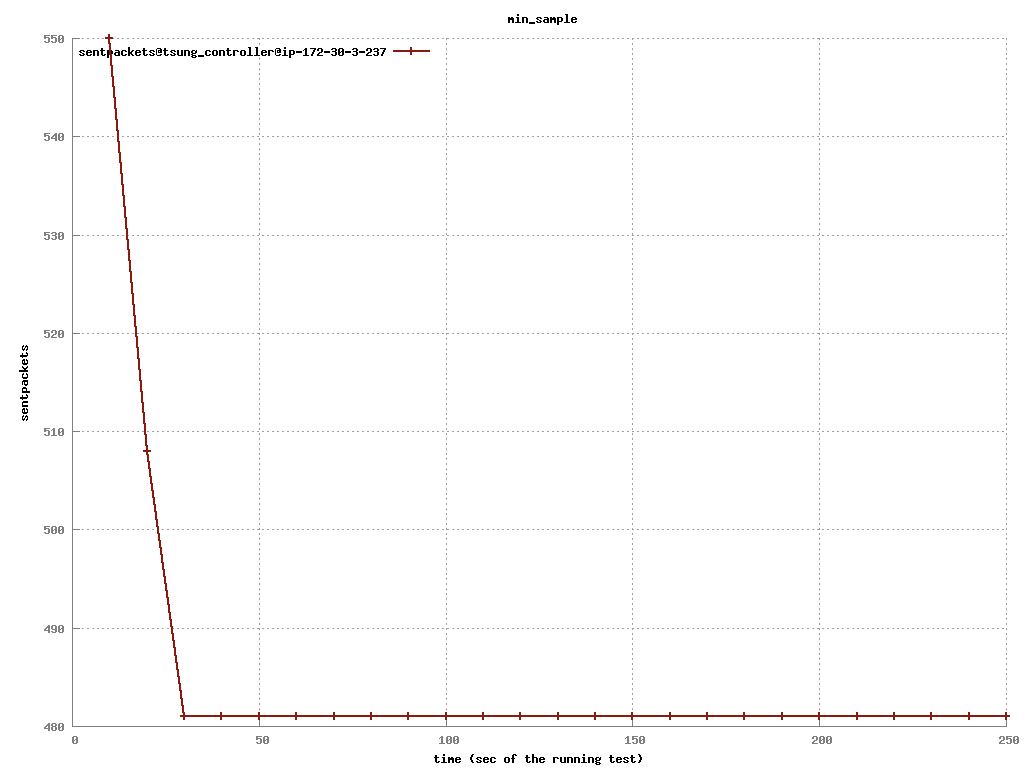 min_sample
550
sentpackets@tsung_controller@ip-172-30-3-237
540
530
520
sentpackets
510
500
490
480
0 50 100 150 200 250
time (sec of the running test)